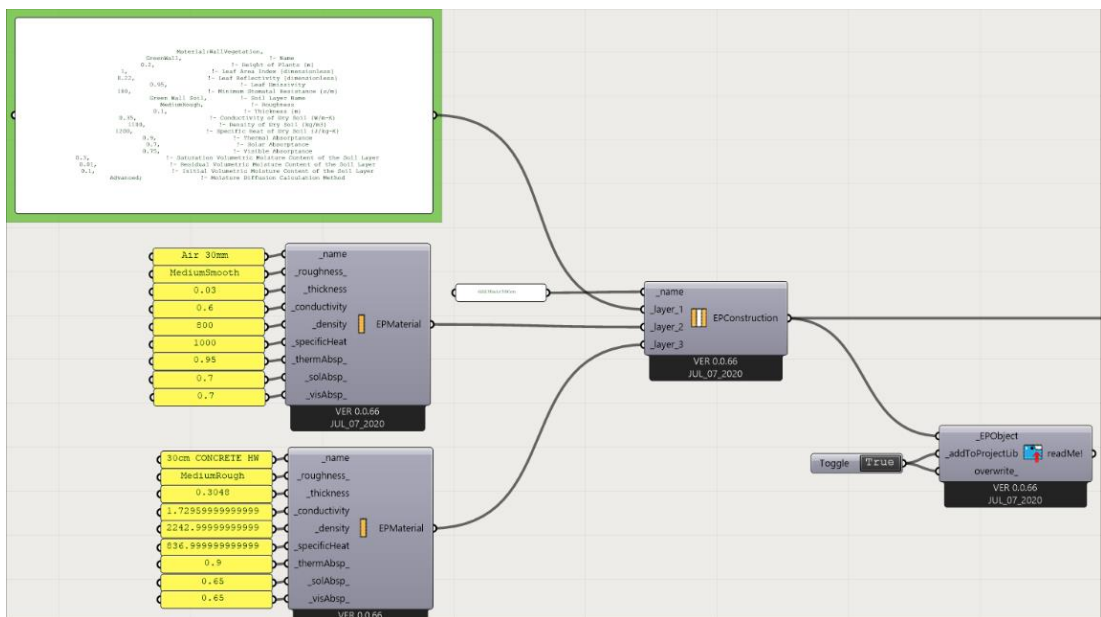 Material:WallVegetation,
GreenWall, !- Name
0.2, !- Height of Plants (m)
1, !- Leaf Area Index (dimensionless)
0.22, !- Leaf Reflectivity (dimensionless)
0.95, !- Leaf Emissivity
180, !- Minimum Stomatal Resistance (s/m)
Green Wall Soil, !- Soil Layer Name
MediumRough, !- Roughness
0.1, !- Thickness (m)
0.35, !- Conductivity of Dry Soil (W/m-K)
1100, !- Density of Dry Soil (kg/m3)
1200, !- Specific Heat of Dry Soil (J/kg-K)
0.9, !- Thermal Absorptance
0.7, !- Solar Absorptance
0.75, !- Visible Absorptance
0.3, !- Saturation Volumetric Moisture Content of the Soil Layer
0.01, !- Residual Volumetric Moisture Content of the Soil Layer
0.1, !- Initial Volumetric Moisture Content of the Soil Layer
Advanced; !- Moisture Diffusion Calculation Method
Air 30mm _name
MediumSmooth _roughness_
0.03 _thickness
0.6 _conductivity
800 _density EPMaterial
1000 _specificHeat
0.95 _thermAbsp_
0.7 _solAbsp_
0.7 _visAbsp_
VER 0.0.66
JUL_07_2020
_name
_layer_1
_layer_2 EPConstruction
_layer_3
VER 0.0.66
JUL_07_2020
30cm CONCRETE HW _name
MediumRough _roughness_
0.3048 _thickness
1.72959999999999 _conductivity
2242.99999999999 _density EPMaterial
836.999999999999 _specificHeat
0.9 _thermAbsp_
0.65 _solAbsp_
0.65 _visAbsp_
VER 0.0.66
Toggle True
_EPObject
_addToProjectLib readMe!
overwrite_
VER 0.0.66
JUL_07_2020